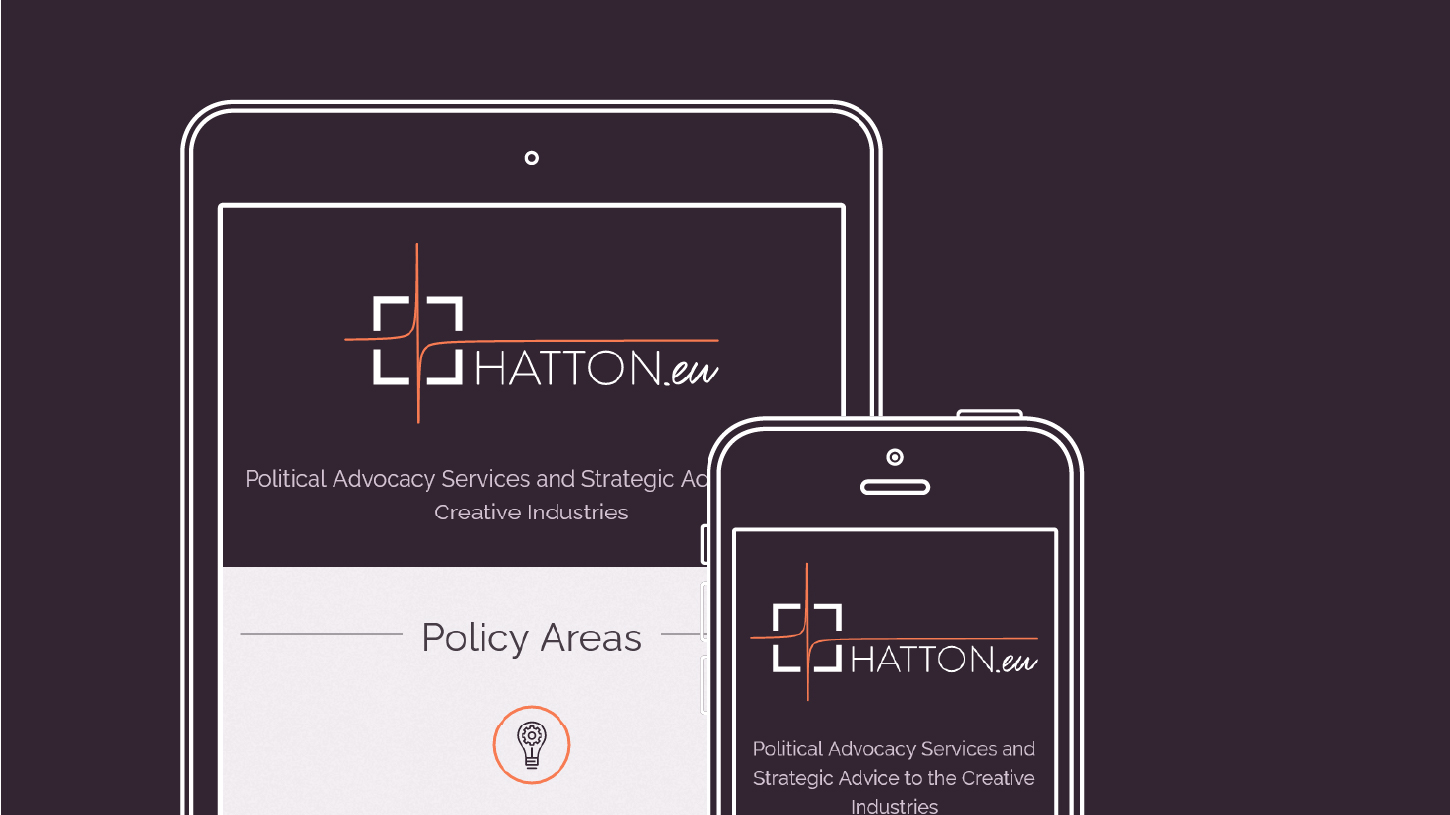 HATTON.eu
Political Advocacy Services and Strategic
Creative Industries
Policy Areas
HATTON.eu
Political Advocacy Services and
Strategic Advice to the Creative
Industries